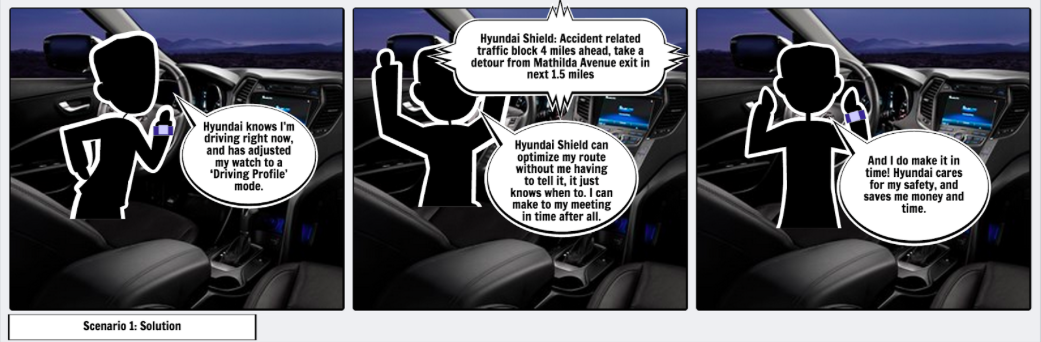 Hyundai knows I'm
driving right now,
and has adjusted
my watch to a
'Driving Profile'
mode.
Hyundai Shield: Accident related
traffic block 4 miles ahead, take a
detour from Mathilda Avenue exit in
next 1.5 miles
Hyundai Shield can
optimize my route
without me having
to tell it, it just
knows when to. I can
make to my meeting
in time after all.
And I do make it in
time! Hyundai cares
for my safety, and
saves me money and
time.
Scenario 1: Solution